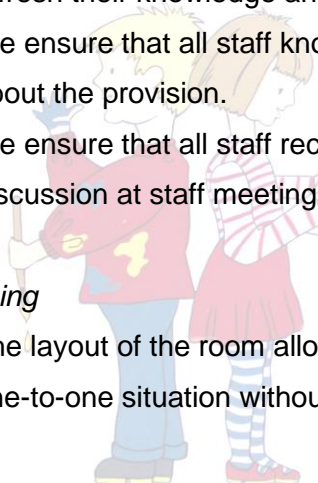 their knowledge an
e ensure that all staff kno
bout the provision.
e ensure that all staff rec
scussion at staff meeting
ing
he layout of the room allo
ne-to-one situation withou